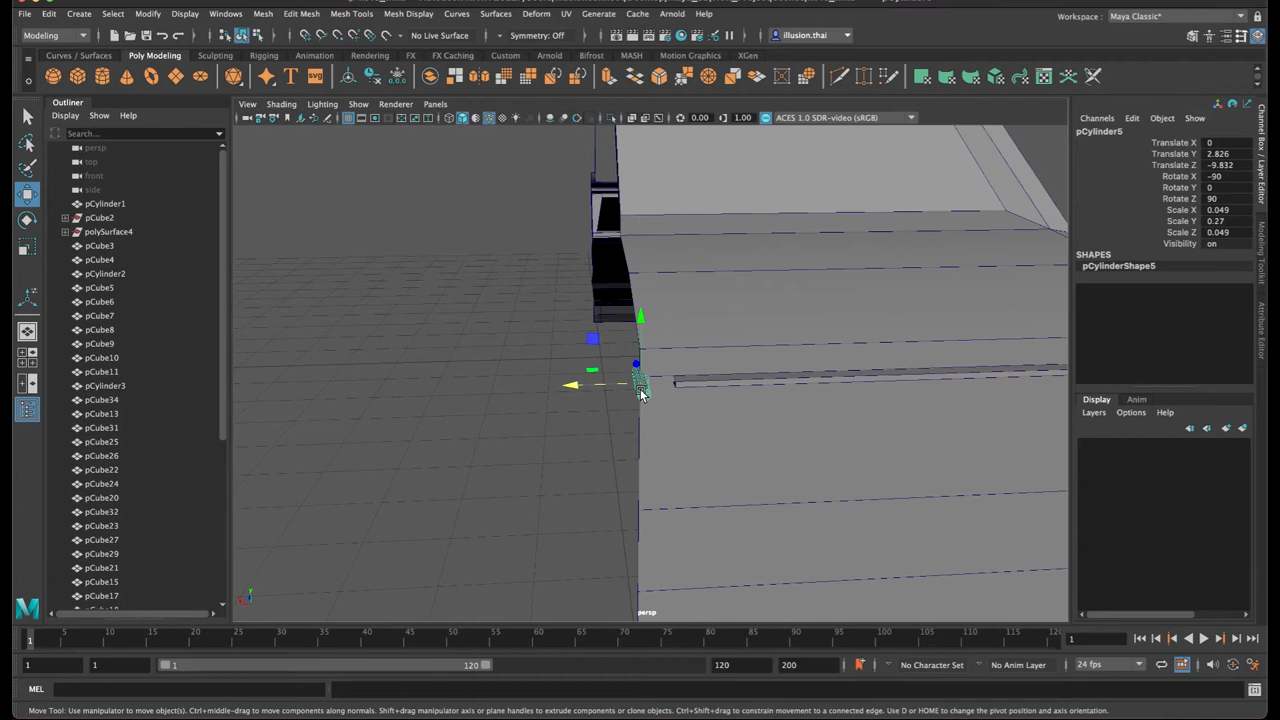 File Edit Create Select Modify Display Windows Mesh Edit Mesh Mesh Tools Mesh Display Curves Surfaces Deform UV Generate Cache Arnold Help
Workspace : Maya Classic*
Modeling
No Live Surface
Symmetry: Off
illusion.thai
Curves / Surfaces Poly Modeling Sculpting Rigging Animation Rendering FX FX Caching Custom Arnold Bifrost MASH Motion Graphics XGen
Outliner
Display Show Help
Search...
View Shading Lighting Show Renderer Panels
0.00 1.00 ACES 1.0 SDR-video (sRGB)
persp
top
front
side
pCylinder1
pCube2
polySurface4
pCube3
pCube4
pCylinder2
pCube5
pCube6
pCube7
pCube8
pCube9
pCube10
pCube11
pCylinder3
pCube34
pCube13
pCube31
pCube25
pCube26
pCube22
pCube24
pCube20
pCube32
pCube23
pCube27
pCube29
pCube21
pCube15
pCube17
persp
Channels Edit Object Show
pCylinder5
Translate X 0
Translate Y 2.826
Translate Z -9.832
Rotate X -90
Rotate Y 0
Rotate Z 90
Scale X 0.049
Scale Y 0.27
Scale Z 0.049
Visibility on
SHAPES
pCylinderShape5
Display Anim
Layers Options Help
Channel Box / Layer Editor
Modeling Toolkit
Attribute Editor
1 5 10 15 20 25 30 35 40 45 50 55 60 65 70 75 80 85 90 95 100 105 110 115 120
1
1 1 1 120 120 200 No Character Set No Anim Layer 24 fps
MEL
Move Tool: Use manipulator to move object(s). Ctrl+middle-drag to move components along normals. Shift+drag manipulator axis or plane handles to extrude components or clone objects. Ctrl+Shift+drag to constrain movement to a connected edge. Use D or HOME to change the pivot position and axis orientation.